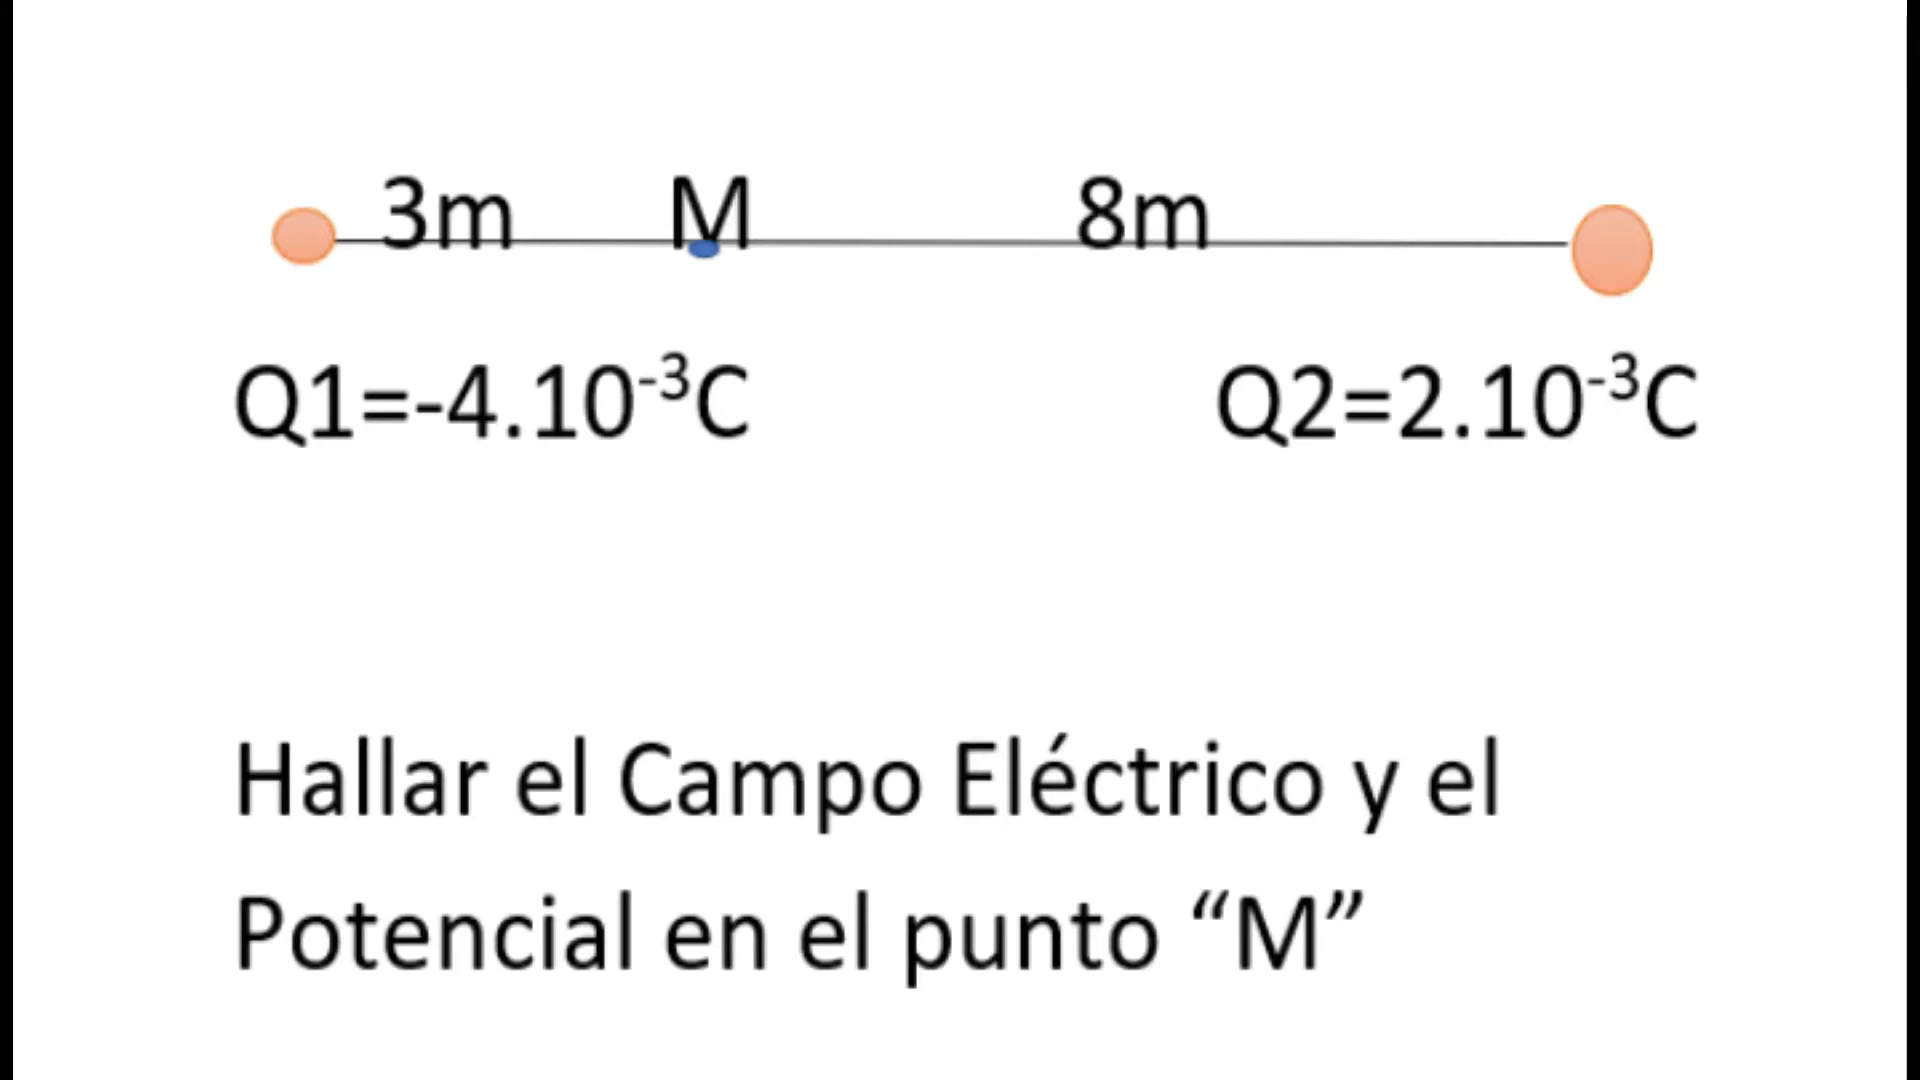 3m M 8m
Q1=-4.10⁻³C Q2=2.10⁻³C
Hallar el Campo Eléctrico y el
Potencial en el punto “M”